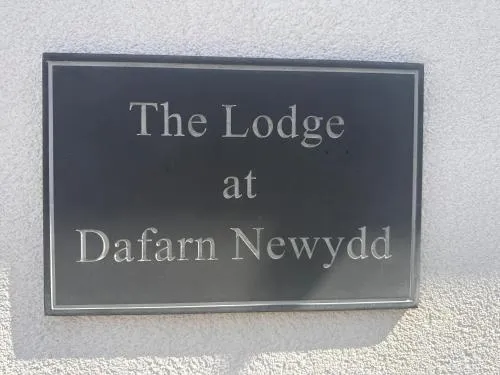 The Lodge
at
Dafarn Newydd